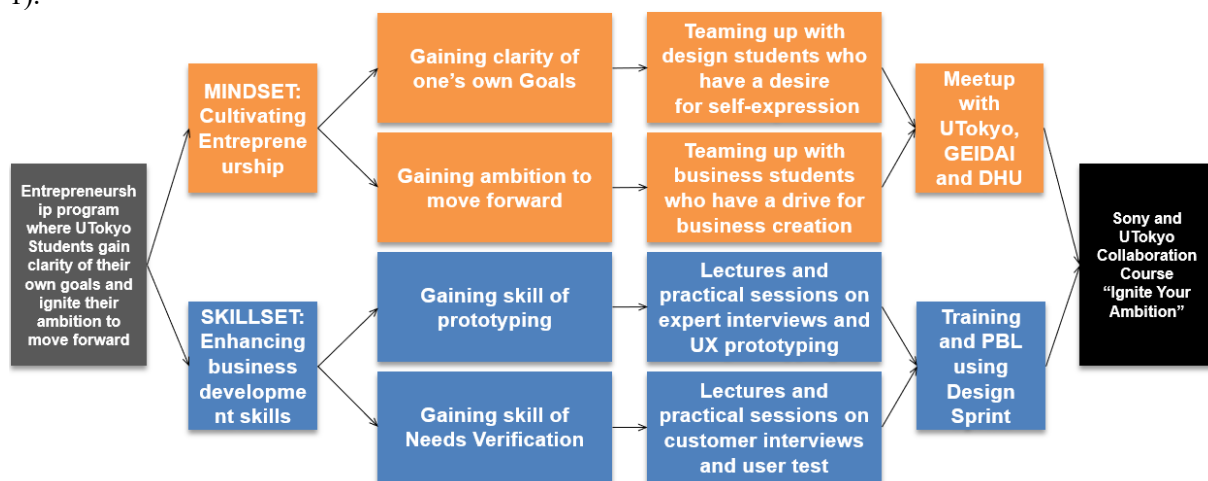 1).
Entrepreneursh
ip program
where UTokyo
Students gain
clarity of their
own goals and
ignite their
ambition to
move forward
MINDSET:
Cultivating
Entreprene
urship
Gaining clarity of
one's own Goals
Teaming up with
design students who
have a desire
for self-expression
Gaining ambition to
move forward
Teaming up with
business students
who have a drive for
business creation
Meetup
with
UTokyo,
GEIDAI
and DHU
SKILLSET:
Enhancing
business
developme
nt skills
Gaining skill of
prototyping
Lectures and
practical sessions on
expert interviews and
UX prototyping
Gaining skill of
Needs Verification
Lectures and
practical sessions on
customer interviews
and user test
Training
and PBL
using
Design
Sprint
Sony and
UTokyo
Collaboration
Course
“Ignite Your
Ambition”